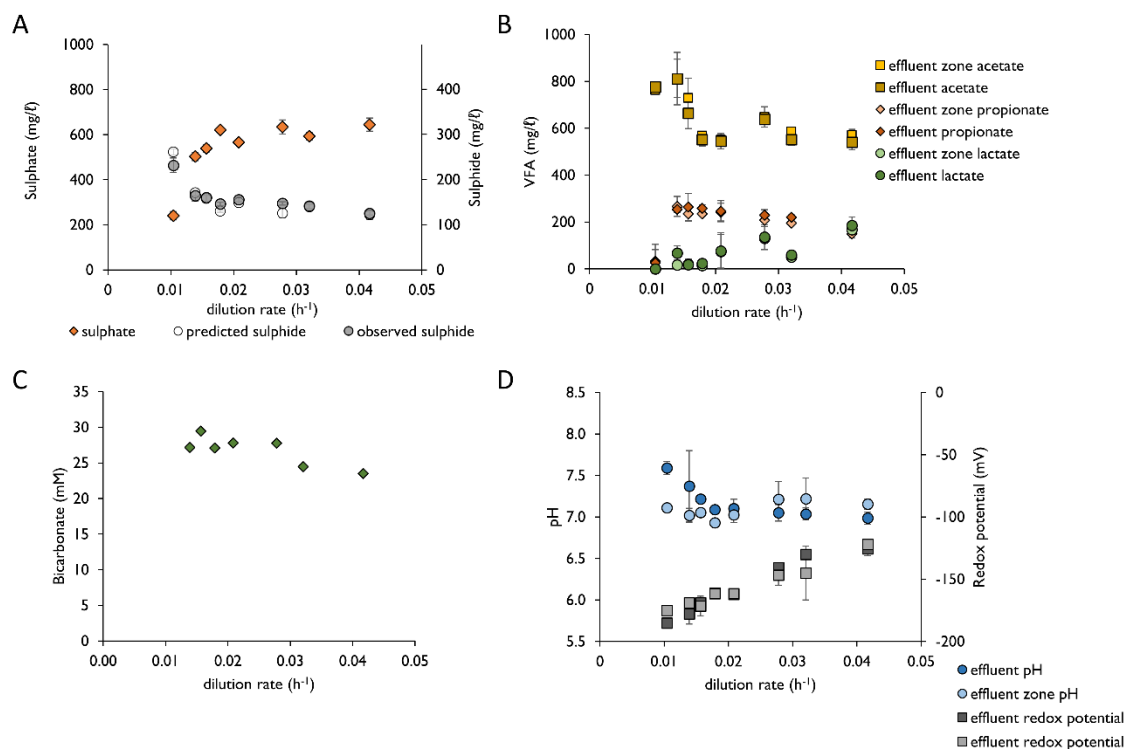 A
Sulphate (mg/ℓ)
1000
800
600
400
200
0
Sulphide (mg/ℓ)
400
300
200
100
0
0.00 0.01 0.02 0.03 0.04 0.05
dilution rate (h-1)
sulphate predicted sulphide observed sulphide
B
VFA (mg/ℓ)
1000
800
600
400
200
0
0.00 0.01 0.02 0.03 0.04 0.05
dilution rate (h-1)
effluent zone acetate
effluent acetate
effluent zone propionate
effluent propionate
effluent zone lactate
effluent lactate
C
Bicarbonate (mM)
35
30
25
20
15
10
5
0
0.00 0.01 0.02 0.03 0.04 0.05
dilution rate (h-1)
D
pH
8.5
8.0
7.5
7.0
6.5
6.0
5.5
Redox potential (mV)
0
-50
-100
-150
-200
0 0.01 0.02 0.03 0.04 0.05
dilution rate (h-1)
effluent pH
effluent zone pH
effluent redox potential
effluent redox potential